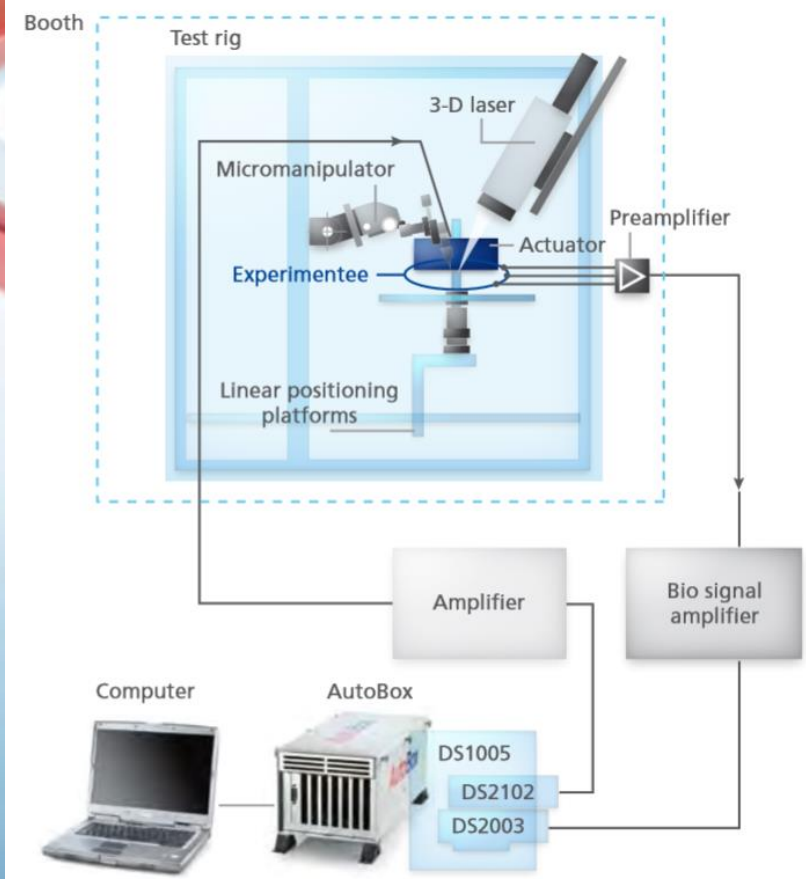 Booth
Test rig
3-D laser
Micromanipulator
Preamplifier
Actuator
Experimentee
Linear positioning
platforms
Amplifier
Bio signal
amplifier
Computer
AutoBox
DS1005
AutoBox
DS2102
DS2003